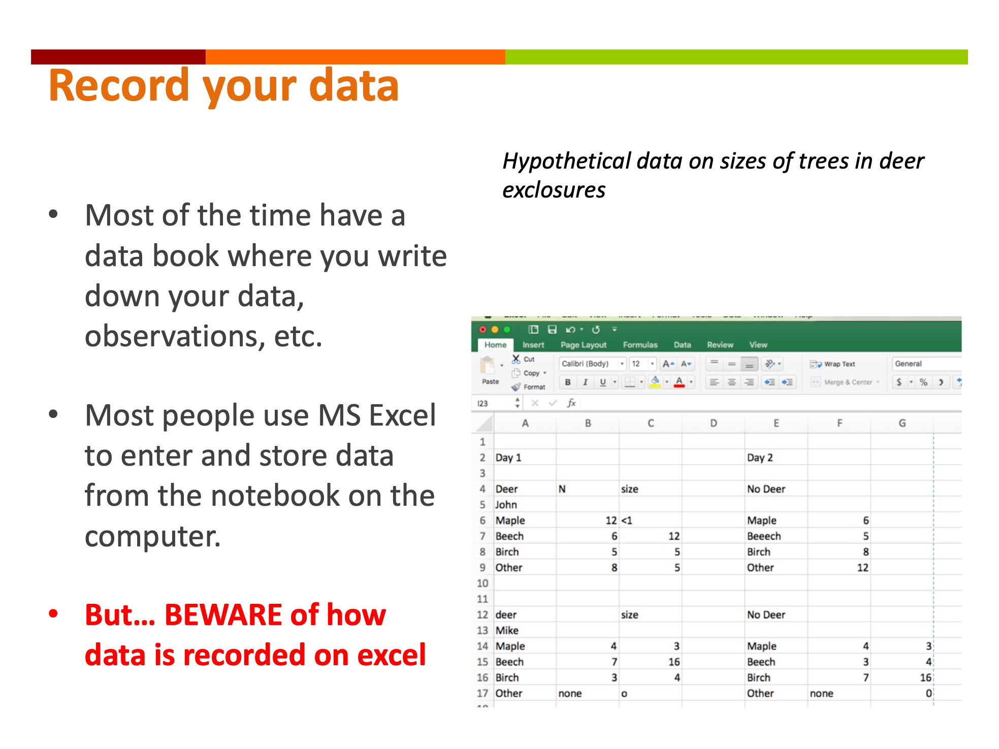 Record your data
Hypothetical data on sizes of trees in deer
exclosures
• Most of the time have a
data book where you write
down your data,
observations, etc.
• Most people use MS Excel
to enter and store data
from the notebook on the
computer.
• But... BEWARE of how
data is recorded on excel
Home Insert Page Layout Formulas Data Review View
Cut
Copy
Format
Paste
Calibri (Body) 12 A A
B I U A
Wrap Text
Merge & Center
General
$ % )
I23 fx
A B C D E F G
1
2 Day 1 Day 2
3
4 Deer N size No Deer
5 John
6 Maple 12 <1 Maple 6
7 Beech 6 12 Beeech 5
8 Birch 5 5 Birch 8
9 Other 8 5 Other 12
10
11
12 deer size No Deer
13 Mike
14 Maple 4 3 Maple 4 3
15 Beech 7 16 Beech 3 4
16 Birch 3 4 Birch 7 16
17 Other none o Other none 0